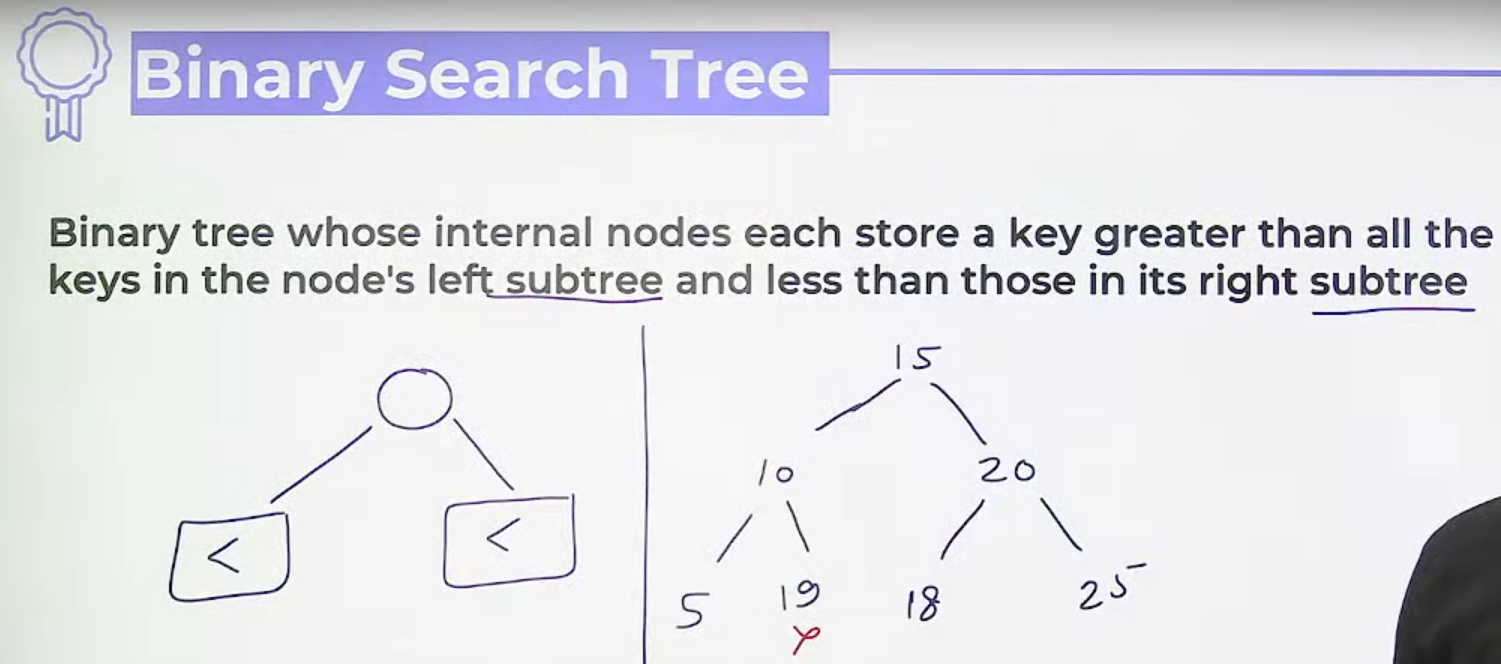 Binary Search Tree
Binary tree whose internal nodes each store a key greater than all the
keys in the node's left subtree and less than those in its right subtree
15
10 20
< < 5 19 18 25